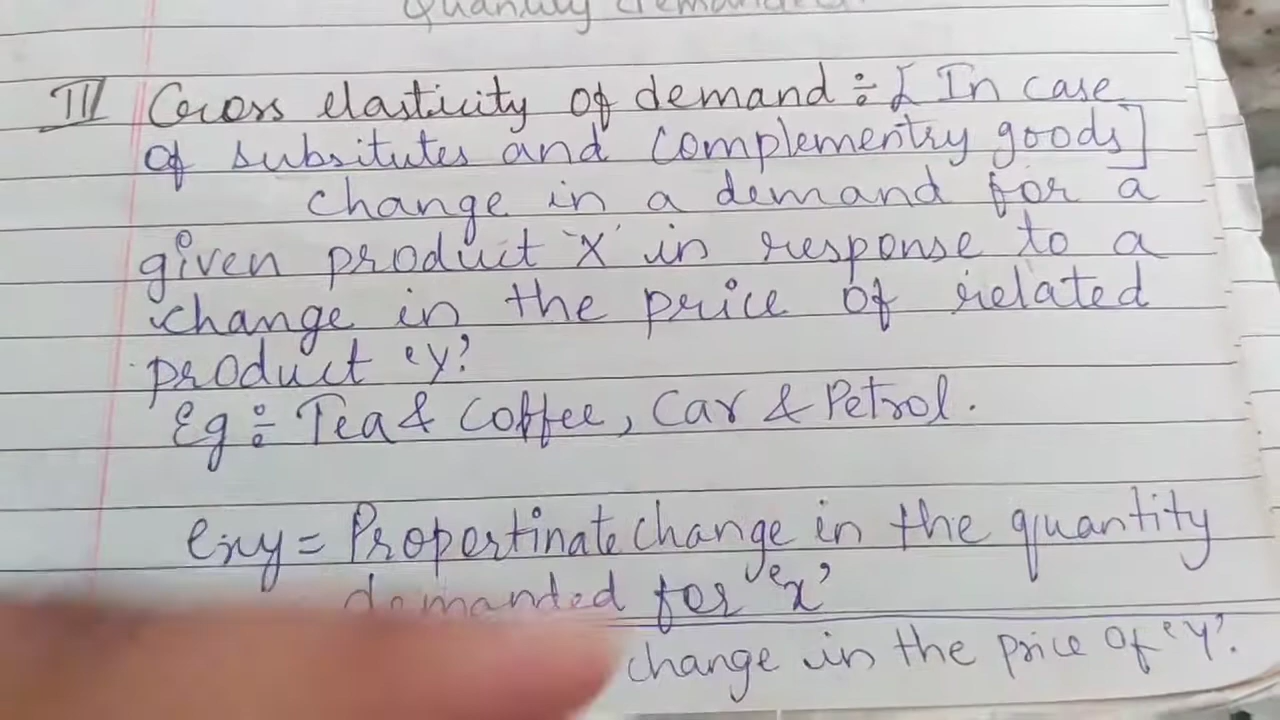 Quantity demanded.
III Cross elasticity of demand ÷ [ In case
of subsitutes and complementry goods]
change in a demand for a
given product 'X' in response to a
change in the price of related
product 'y'.
Eg ÷ Tea & Coffee, Car & Petrol.
exy = Propertinate change in the quantity
demanded for 'x'
change in the price of 'y'.